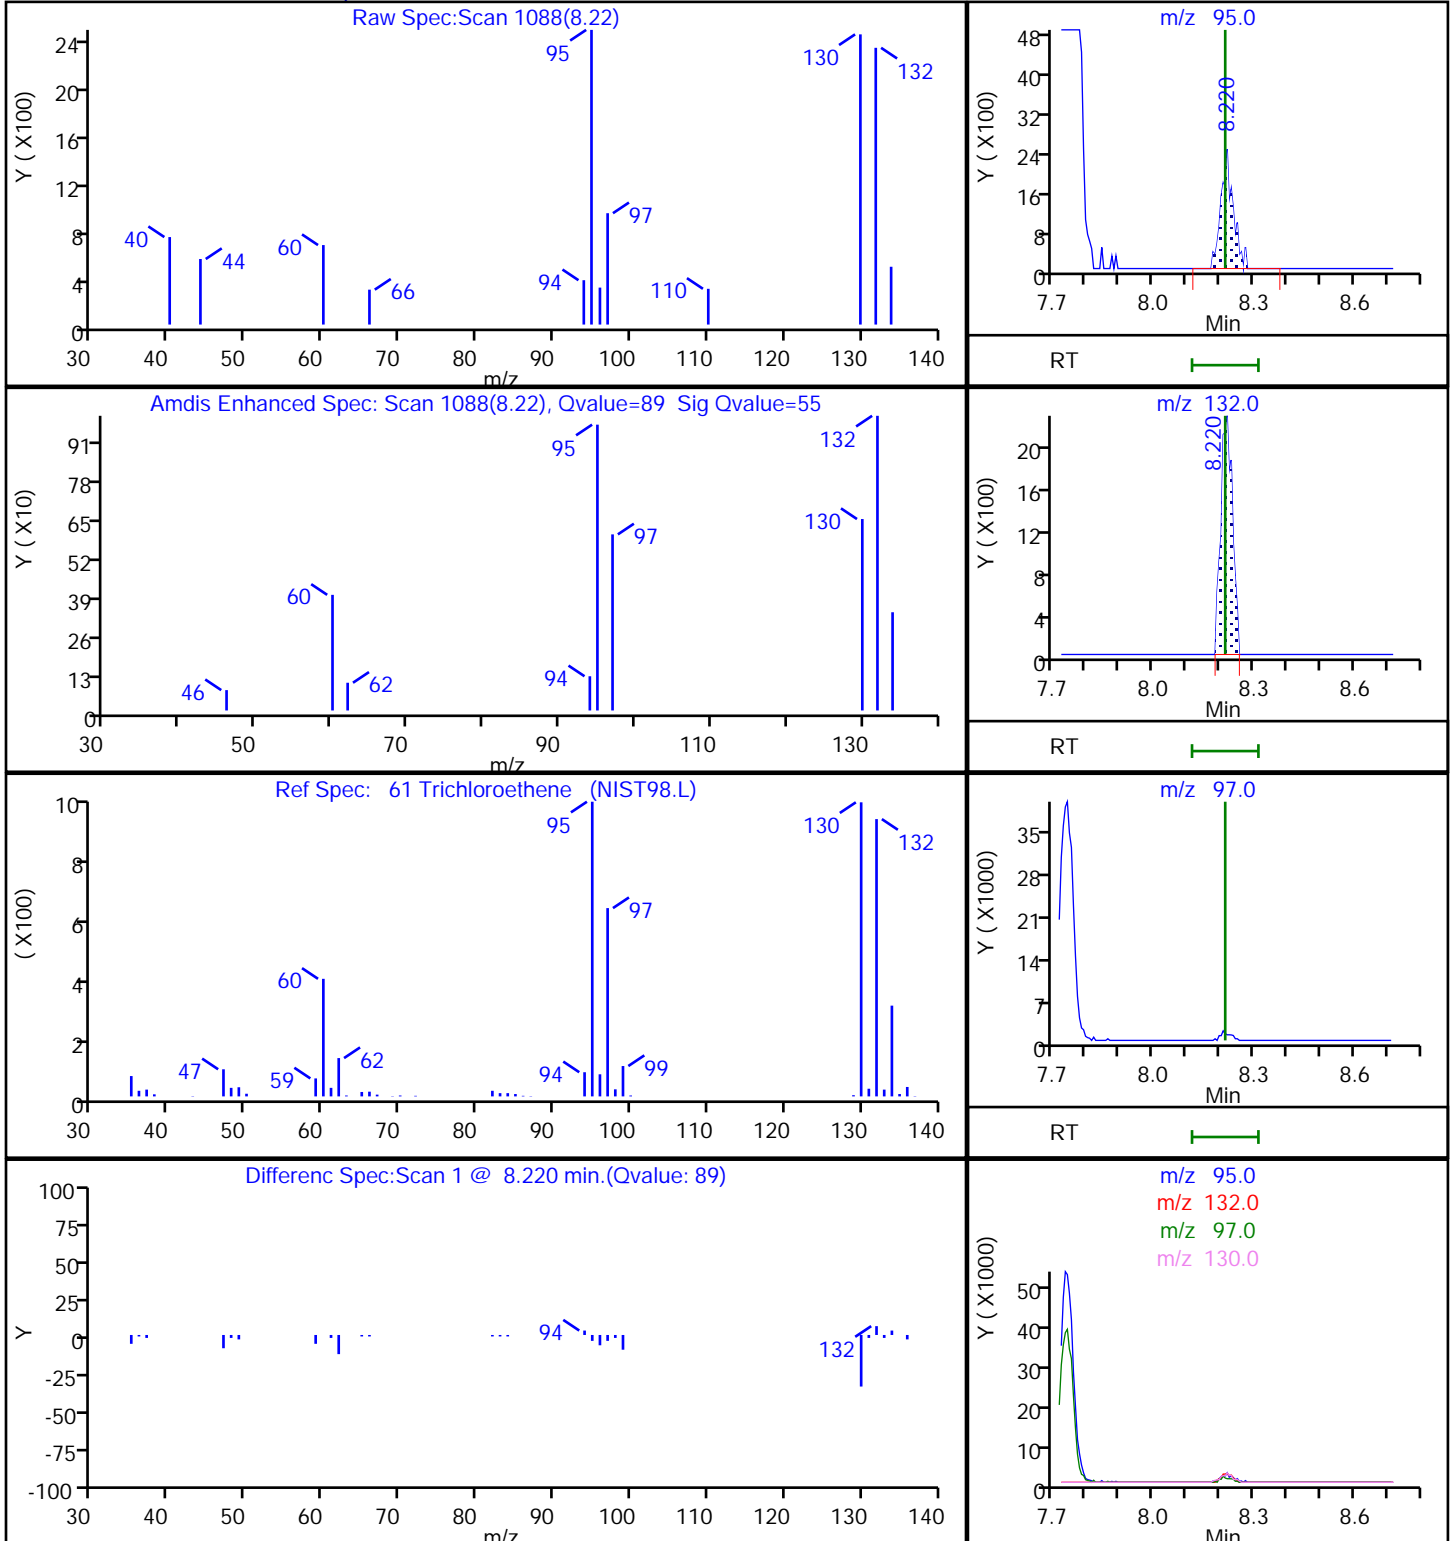 Raw Spec:Scan 1088(8.22)
Y ( X100)
24
20
16
12
8
4
0
95
130
132
40
44
60
66
94
97
110
30 40 50 60 70 80 90 100 110 120 130 140
m/z
m/z 95.0
Y ( X100)
48
40
32
24
16
8
0
8.220
7.7 8.0 8.3 8.6
Min
RT
Amdis Enhanced Spec: Scan 1088(8.22), Qvalue=89 Sig Qvalue=55
Y ( X10)
91
78
65
52
39
26
13
0
132
95
130
97
60
94
62
46
30 50 70 90 110 130
m/z
m/z 132.0
Y ( X100)
20
16
12
8
4
0
8.220
7.7 8.0 8.3 8.6
Min
RT
Ref Spec: 61 Trichloroethene (NIST98.L)
( X100)
10
8
6
4
2
0
95
130
132
97
60
47
59
62
94
99
30 40 50 60 70 80 90 100 110 120 130 140
m/z 97.0
Y ( X1000)
35
28
21
14
7
0
7.7 8.0 8.3 8.6
Min
RT
Differenc Spec:Scan 1 @ 8.220 min.(Qvalue: 89)
Y
100
75
50
25
0
-25
-50
-75
-100
94
132
30 40 50 60 70 80 90 100 110 120 130 140
m/z
m/z 95.0
m/z 132.0
m/z 97.0
m/z 130.0
Y ( X1000)
50
40
30
20
10
0
7.7 8.0 8.3 8.6
Min